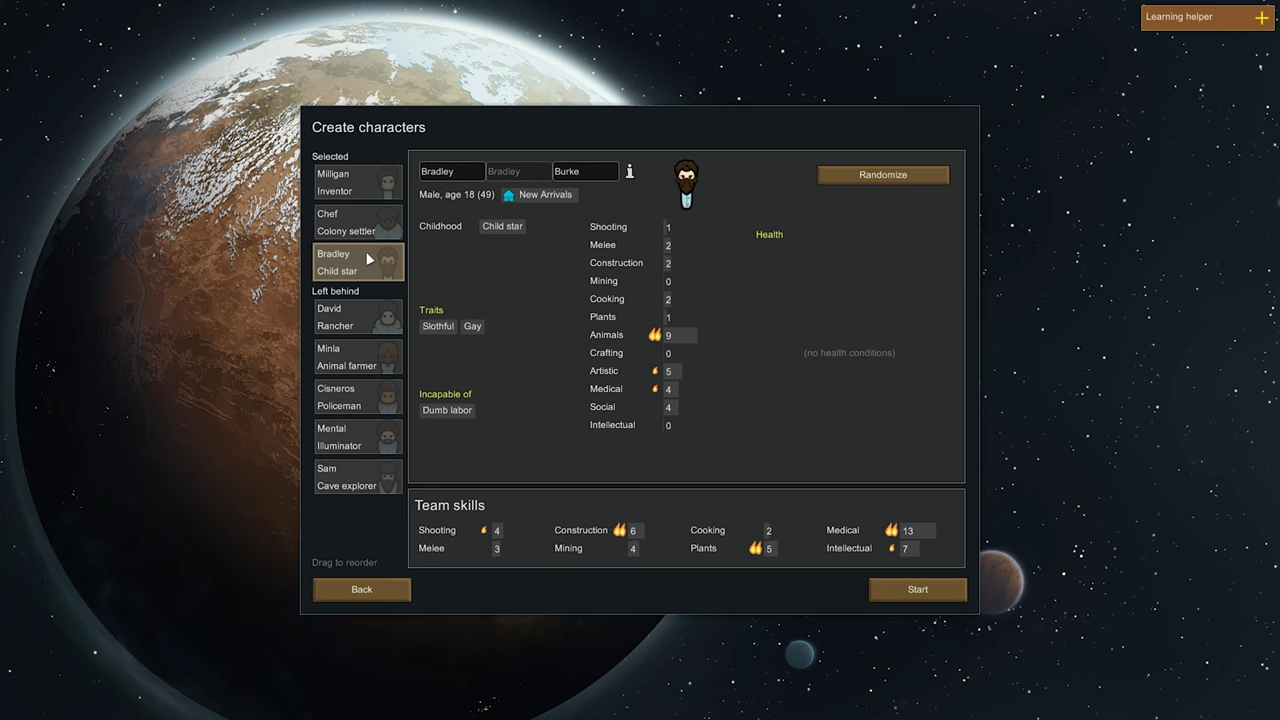 Learning helper
Create characters
Selected
Milligan
Inventor
Chef
Colony settler
Bradley
Child star
Left behind
David
Rancher
Minla
Animal farmer
Cisneros
Policeman
Mental
Illuminator
Sam
Cave explorer
Drag to reorder
Back
Bradley Bradley Burke
Randomize
Male, age 18 (49) New Arrivals
Childhood Child star
Traits
Slothful Gay
Incapable of
Dumb labor
Shooting 1
Melee 2
Construction 2
Mining 0
Cooking 2
Plants 1
Animals 9
Crafting 0
Artistic 5
Medical 4
Social 4
Intellectual 0
Health
(no health conditions)
Team skills
Shooting 4 Construction 6 Cooking 2 Medical 13
Melee 3 Mining 4 Plants 5 Intellectual 7
Start